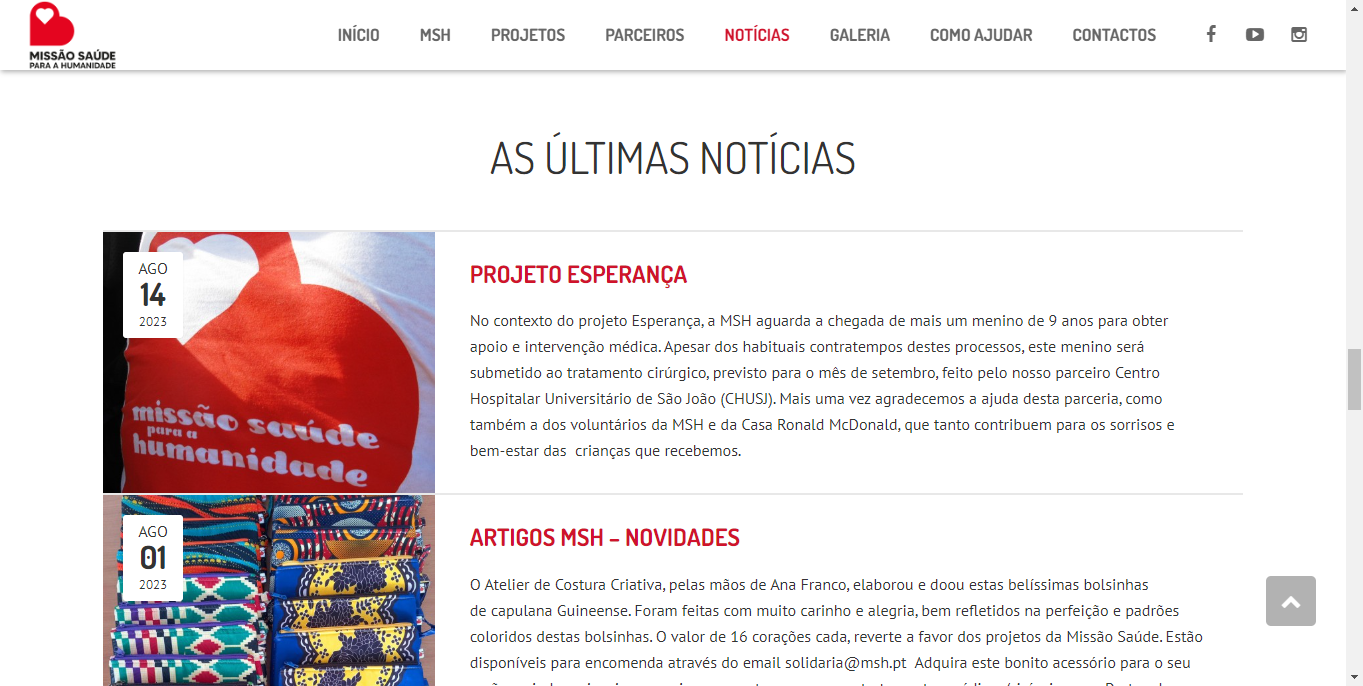 MISSÃO SAÚDE
PARA A HUMANIDADE
INÍCIO MSH PROJETOS PARCEIROS NOTÍCIAS GALERIA COMO AJUDAR CONTACTOS
AS ÚLTIMAS NOTÍCIAS
AGO
14
2023
missão saúde
para a
humanidade
PROJETO ESPERANÇA
No contexto do projeto Esperança, a MSH aguarda a chegada de mais um menino de 9 anos para obter
apoio e intervenção médica. Apesar dos habituais contratempos destes processos, este menino será
submetido ao tratamento cirúrgico, previsto para o mês de setembro, feito pelo nosso parceiro Centro
Hospitalar Universitário de São João (CHUSJ). Mais uma vez agradecemos a ajuda desta parceria, como
também a dos voluntários da MSH e da Casa Ronald McDonald, que tanto contribuem para os sorrisos e
bem-estar das  crianças que recebemos.
AGO
01
2023
ARTIGOS MSH – NOVIDADES
O Atelier de Costura Criativa, pelas mãos de Ana Franco, elaborou e doou estas belíssimas bolsinhas
de capulana Guineense. Foram feitas com muito carinho e alegria, bem refletidos na perfeição e padrões
coloridos destas bolsinhas. O valor de 16 corações cada, reverte a favor dos projetos da Missão Saúde. Estão
disponíveis para encomenda através do email solidaria@msh.pt  Adquira este bonito acessório para o seu